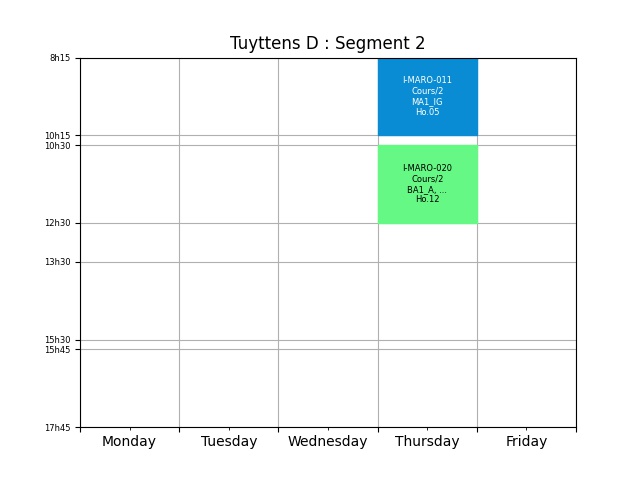 Tuyttens D : Segment 2
8h15
I-MARO-011
Cours/2
MA1_IG
Ho.05
10h15
10h30
I-MARO-020
Cours/2
BA1_A, ...
Ho.12
12h30
13h30
15h30
15h45
17h45
Monday Tuesday Wednesday Thursday Friday